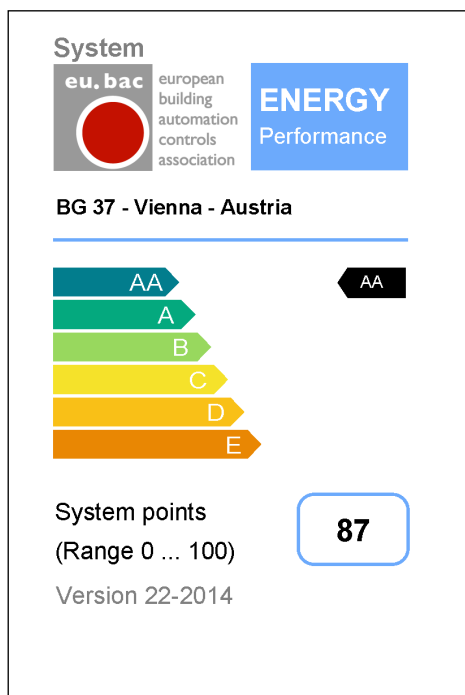 System
eu.bac
european
building
automation
controls
association
ENERGY
Performance
BG 37 - Vienna - Austria
AA
AA
A
B
C
D
E
System points
87
(Range 0 ... 100)
Version 22-2014